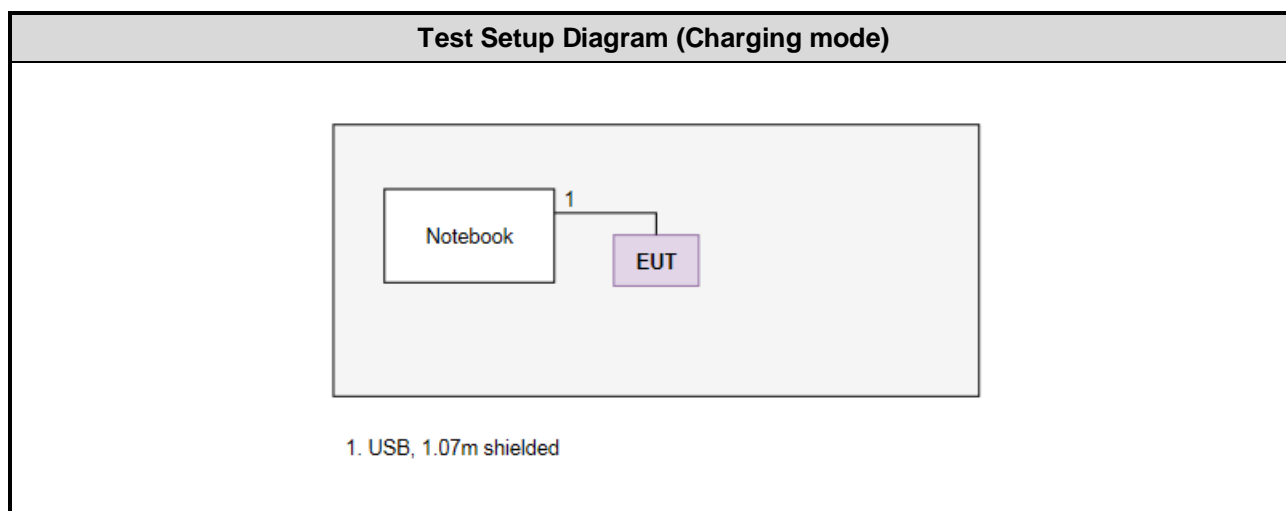 Test Setup Diagram (Charging mode)
1
Notebook
EUT
1. USB, 1.07m shielded